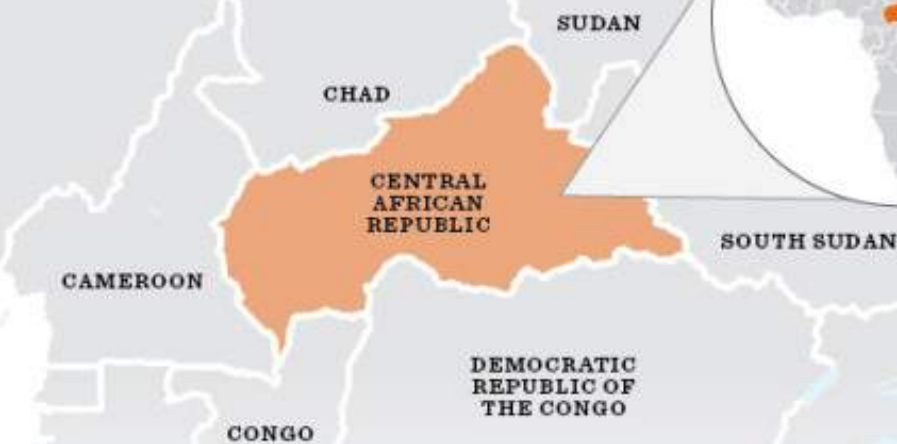 SUDAN
CHAD
CENTRAL
AFRICAN
REPUBLIC
SOUTH SUDAN
CAMEROON
DEMOCRATIC
REPUBLIC OF
THE CONGO
CONGO